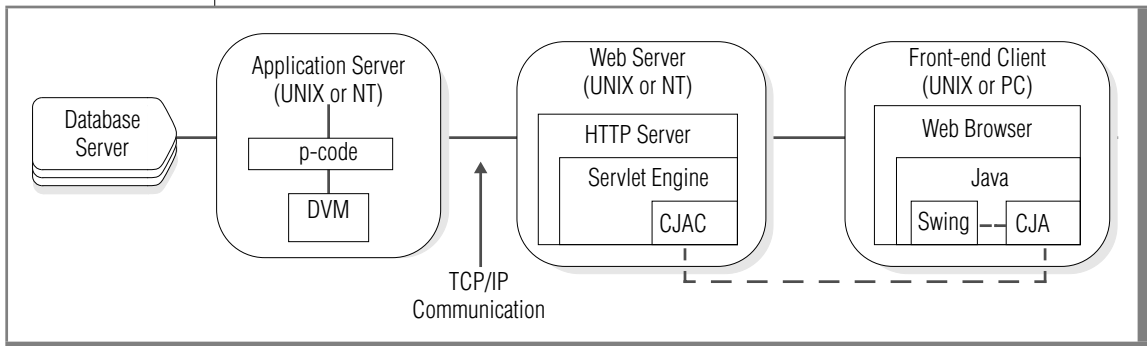 Database
Server
Application Server
(UNIX or NT)
p-code
DVM
TCP/IP
Communication
Web Server
(UNIX or NT)
HTTP Server
Servlet Engine
CJAC
Front-end Client
(UNIX or PC)
Web Browser
Java
Swing
CJA